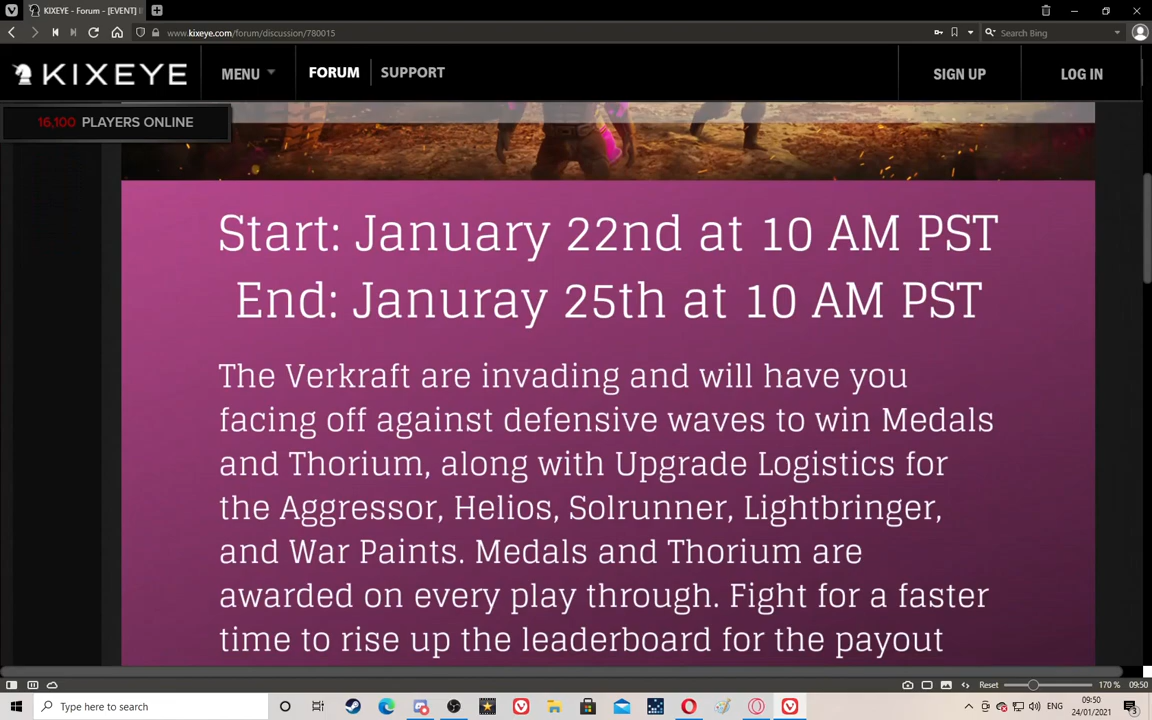 KIXEYE - Forum - [EVENT]
www.kixeye.com/forum/discussion/780015
Search Bing
KIXEYE
MENU
FORUM
SUPPORT
SIGN UP
LOG IN
16,100 PLAYERS ONLINE
Start: January 22nd at 10 AM PST
End: Januray 25th at 10 AM PST
The Verkraft are invading and will have you
facing off against defensive waves to win Medals
and Thorium, along with Upgrade Logistics for
the Aggressor, Helios, Solrunner, Lightbringer,
and War Paints. Medals and Thorium are
awarded on every play through. Fight for a faster
time to rise up the leaderboard for the payout
Reset
170 %
09:50
Type here to search
ENG
09:50
24/01/2021
3